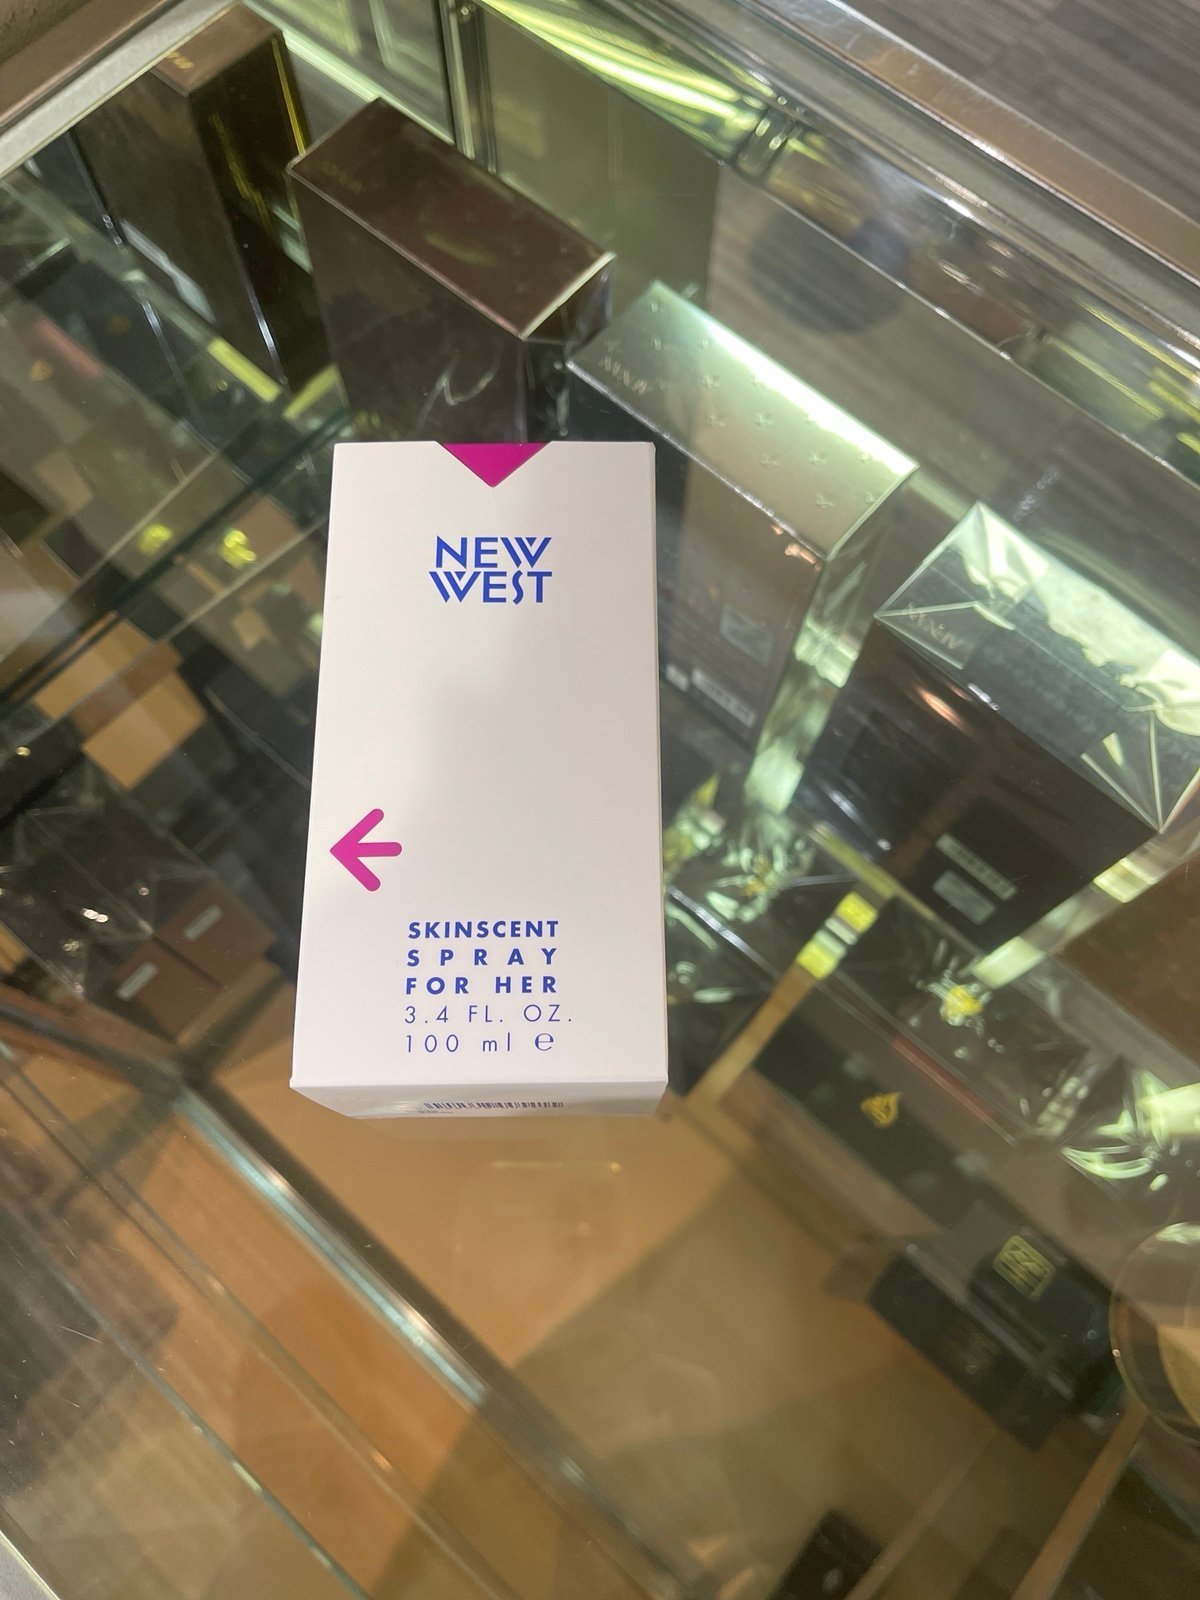 NEW
WEST
SKINSCENT
SPRAY
FOR HER
3.4 FL. OZ.
100 ml ℮